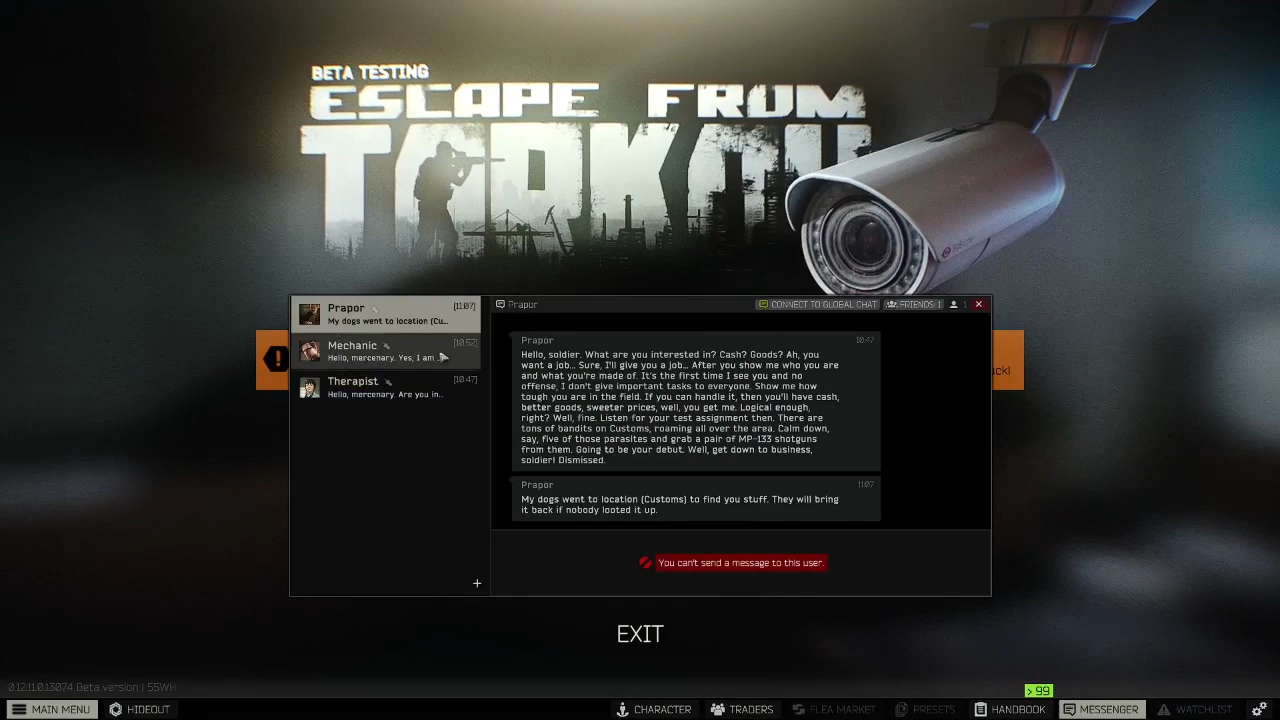 BETA TESTING
ESCAPE FROM
TARKOV
Prapor
[11:07]
My dogs went to location (Cu...
Mechanic
[10:52]
Hello, mercenary. Yes, I am
Therapist
[10:47]
Hello, mercenary. Are you in..
+
Prapor
CONNECT TO GLOBAL CHAT
FRIENDS: 1
1
Prapor
10:47
Hello, soldier. What are you interested in? Cash? Goods? Ah, you
want a job... Sure, I'll give you a job... After you show me who you are
and what you're made of. It's the first time I see you and no
offense, I don't give important tasks to everyone. Show me how
tough you are in the field. If you can handle it, then you'll have cash,
better goods, sweeter prices, well, you get me. Logical enough,
right? Well, fine. Listen for your test assignment then. There are
tons of bandits on Customs, roaming all over the area. Calm down,
say, five of those parasites and grab a pair of MP-133 shotguns
from them. Going to be your debut. Well, get down to business,
soldier! Dismissed.
Prapor
11:07
My dogs went to location (Customs) to find you stuff. They will bring
it back if nobody looted it up.
You can't send a message to this user.
!
ck!
EXIT
0.12.11.0.13074 Beta version | 55WH
> 99
MAIN MENU
HIDEOUT
CHARACTER
TRADERS
FLEA MARKET
PRESETS
HANDBOOK
MESSENGER
WATCHLIST